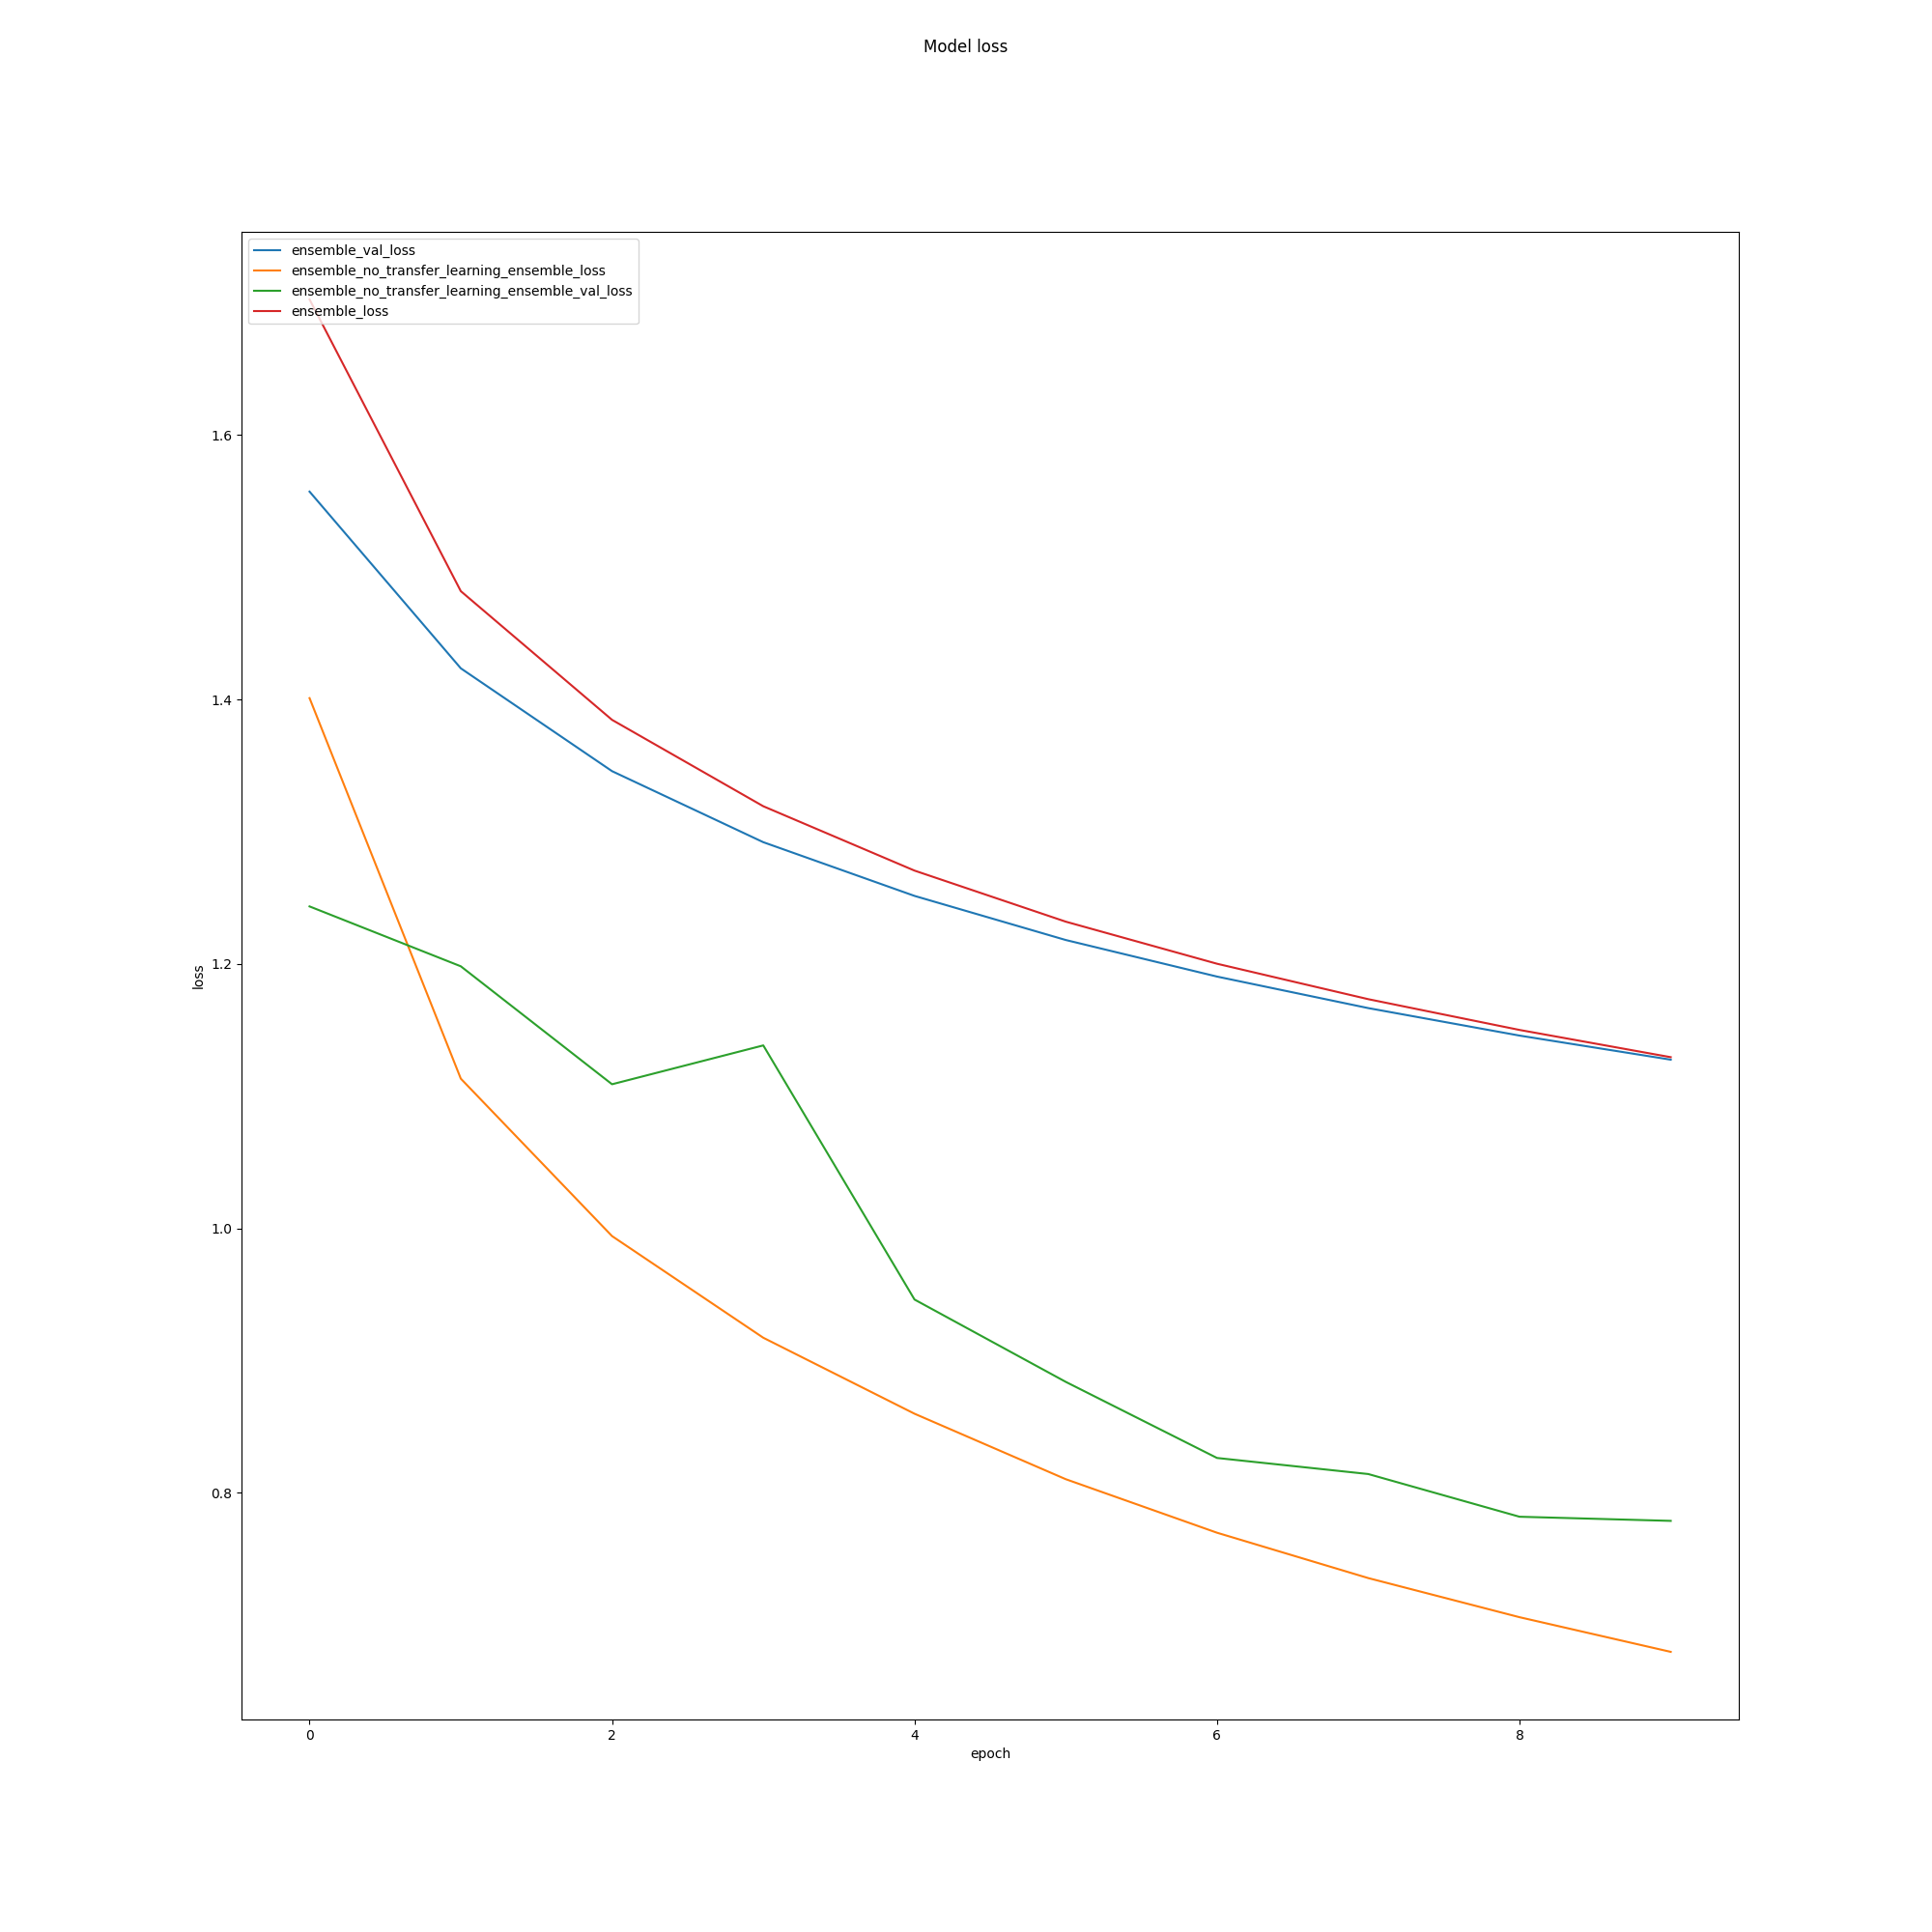 Model loss
ensemble_val_loss
ensemble_no_transfer_learning_ensemble_loss
ensemble_no_transfer_learning_ensemble_val_loss
ensemble_loss
1.6
1.4
1.2
1.0
0.8
loss
0 2 4 6 8
epoch